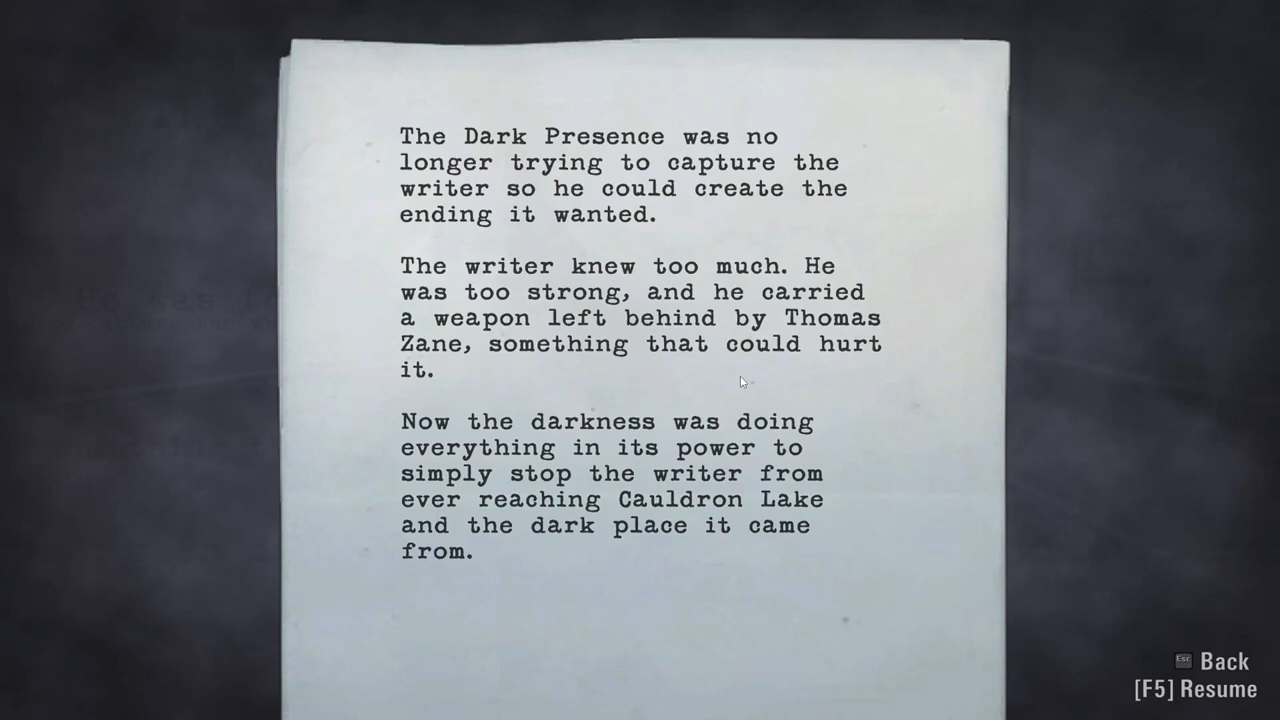 The Dark Presence was no
longer trying to capture the
writer so he could create the
ending it wanted.
The writer knew too much. He
was too strong, and he carried
a weapon left behind by Thomas
Zane, something that could hurt
it.
Now the darkness was doing
everything in its power to
simply stop the writer from
ever reaching Cauldron Lake
and the dark place it came
from.
He was
Esc Back
[F5] Resume